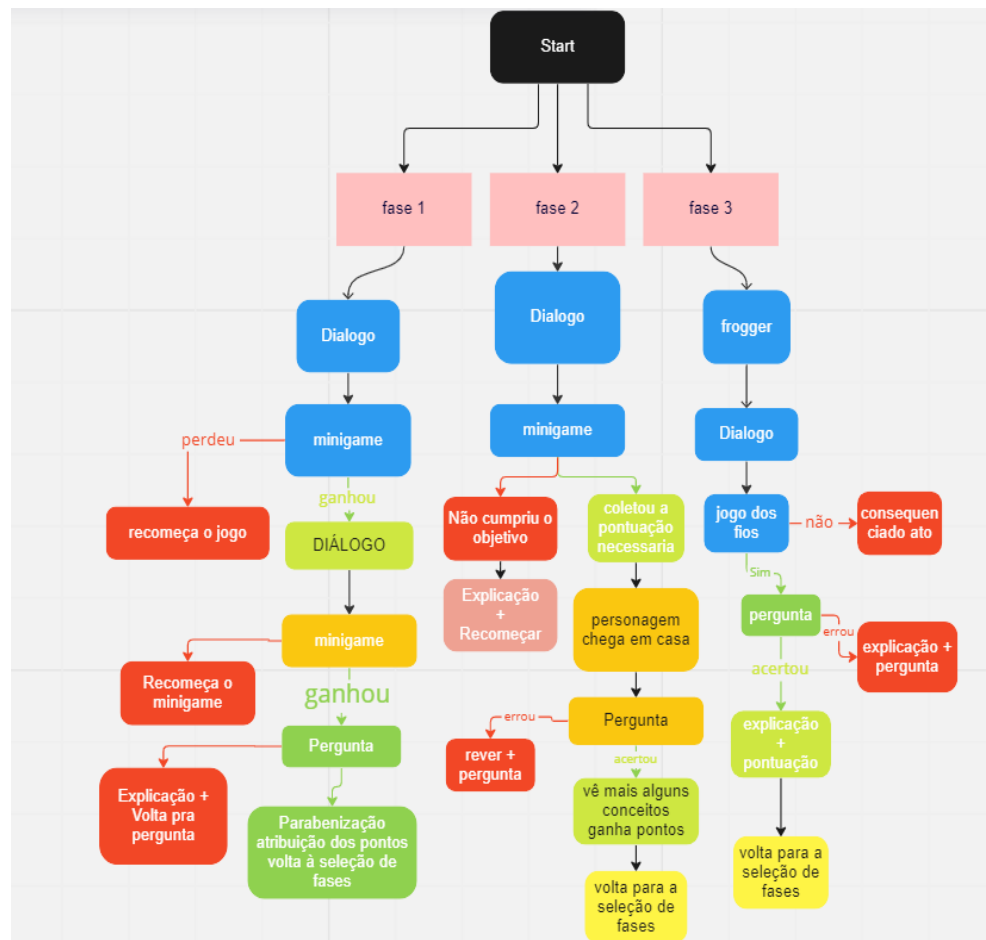 Start
fase 1
fase 2
fase 3
Dialogo
Dialogo
frogger
minigame
perdeu
minigame
Dialogo
ganhou
recomeça o jogo
DIÁLOGO
Não cumpriu o
objetivo
coletou a
pontuação
necessaria
jogo dos
fios
não
consequen
ciado ato
Sim
Explicação
+
Recomeçar
personagem
chega em casa
pergunta
errou
explicação +
pergunta
minigame
Recomeça o
minigame
ganhou
acertou
Pergunta
errou
Pergunta
rever +
pergunta
acertou
explicação
+
pontuação
Explicação +
Volta pra
pergunta
Parabenização
atribuição dos pontos
volta à seleção de
fases
vê mais alguns
conceitos
ganha pontos
volta para a
seleção de
fases
volta para a
seleção de
fases